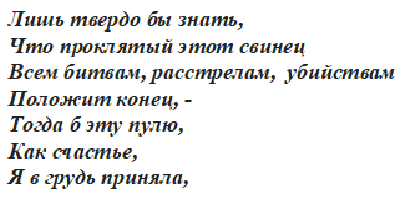 Лишь твердо бы знать,
Что проклятый этот свинец
Всем битвам, расстрелам,  убийствам
Положит конец, -
Тогда б эту пулю,
Как счастье,
Я в грудь приняла,